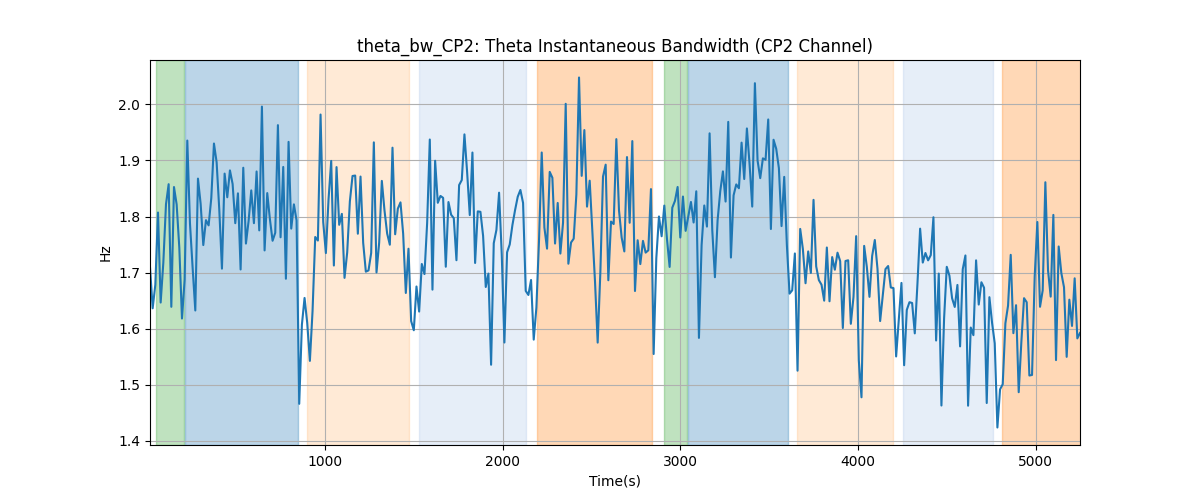 theta_bw_CP2: Theta Instantaneous Bandwidth (CP2 Channel)
2.0
1.9
1.8
1.7
1.6
1.5
1.4
Hz
1000 2000 3000 4000 5000
Time(s)